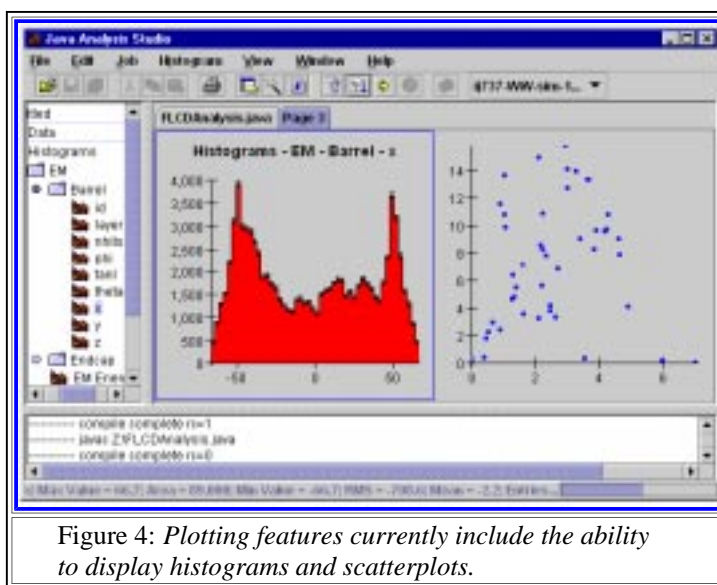 Java Analysis Studio
File Edit Job Histogram View Window Help
FLCDAnalysis.java Page 3
Data
Histograms
EM
Barrel
id
layer
nhits
phi
theta
x
y
z
Endcap
Histograms - EM - Barrel - x
4,000
3,500
3,000
2,500
2,000
1,500
1,000
500
0
-50 0 50
14
12
10
8
6
4
2
0
0 2 4 6
compile complete rs=1
javac Z:\FLCDAnalysis.java
compile complete rs=0
Figure 4: Plotting features currently include the ability
to display histograms and scatterplots.